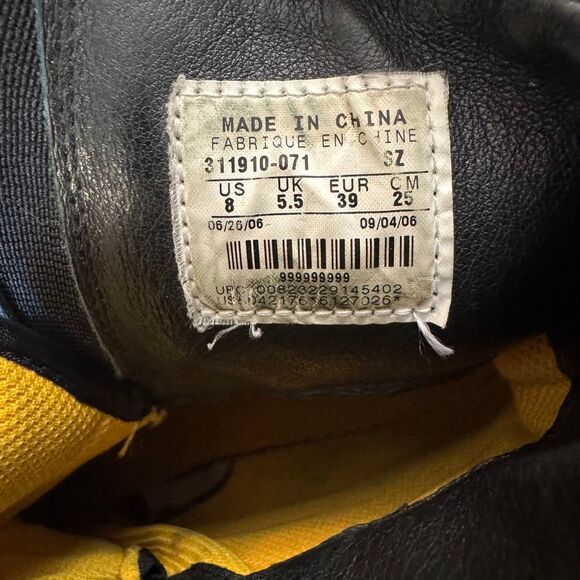 MADE IN CHINA
FABRIQUE EN CHINE
311910-071 SZ
US UK EUR CM
8 5.5 39 25
06/26/06 09/04/06
999999999
UPC 00823229145402